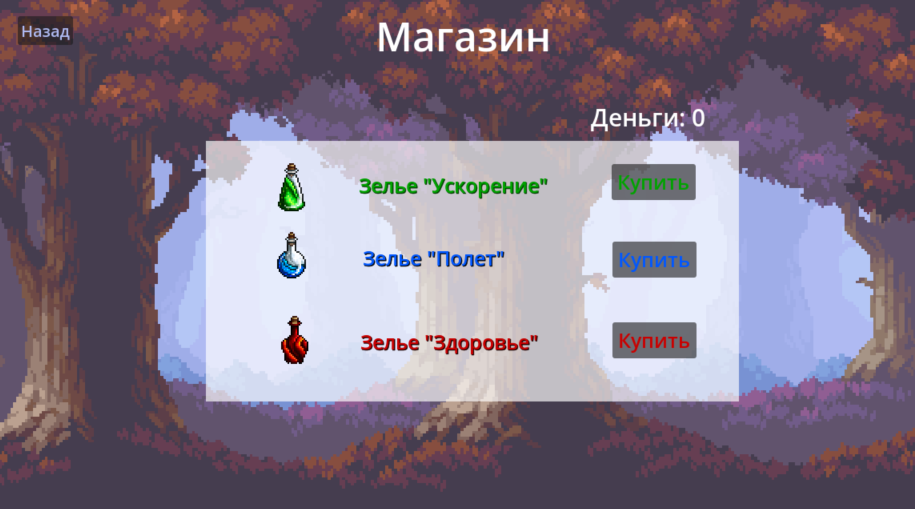 Назад
Магазин
Деньги: 0
Зелье "Ускорение"
Купить
Зелье "Полет"
Купить
Зелье "Здоровье"
Купить